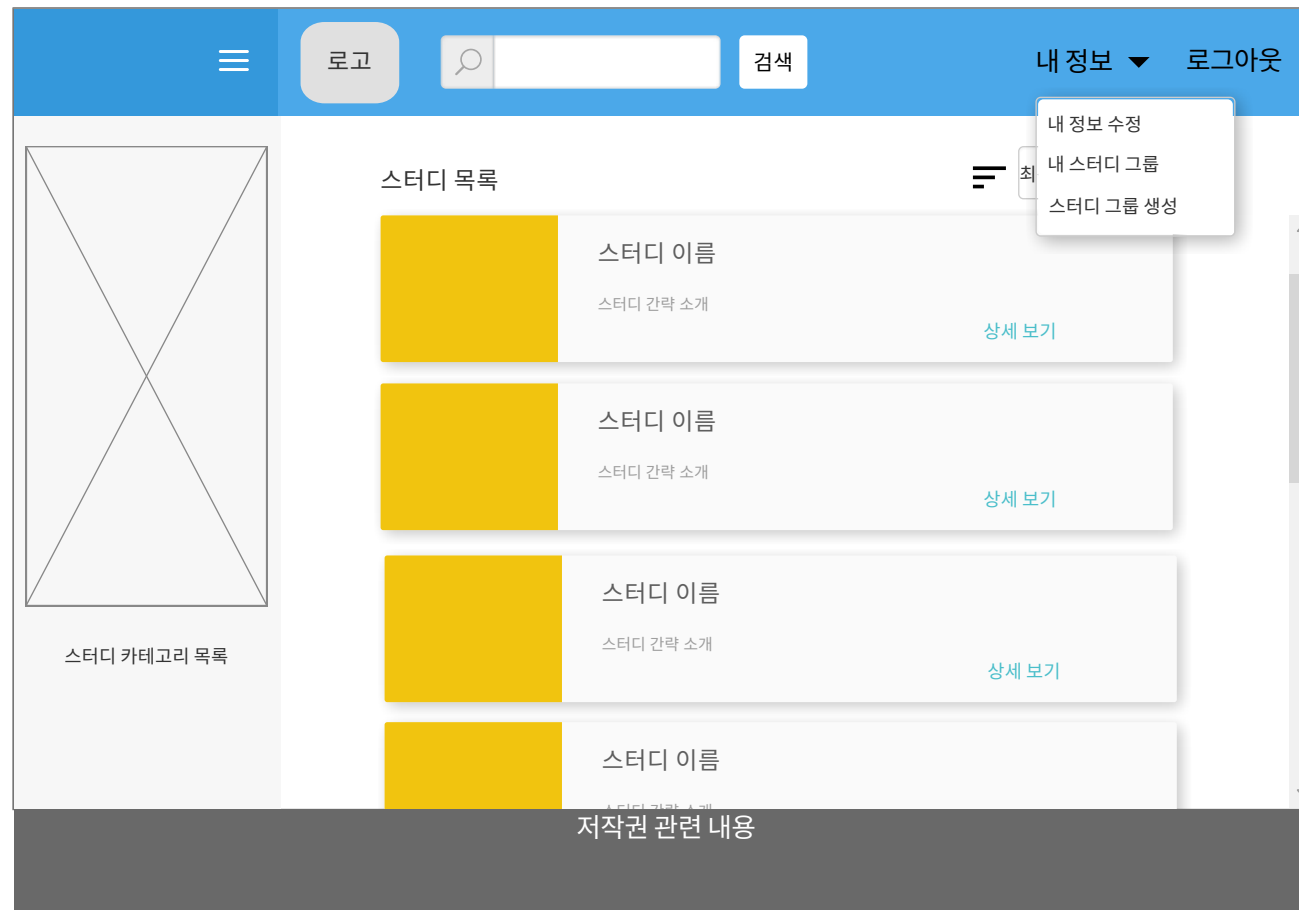 로고
검색
내 정보
로그아웃
내 정보 수정
내 스터디 그룹
스터디 그룹 생성
스터디 목록
최
스터디 이름
스터디 간략 소개
상세 보기
스터디 이름
스터디 간략 소개
상세 보기
스터디 이름
스터디 간략 소개
상세 보기
스터디 이름
스터디 카테고리 목록
저작권 관련 내용